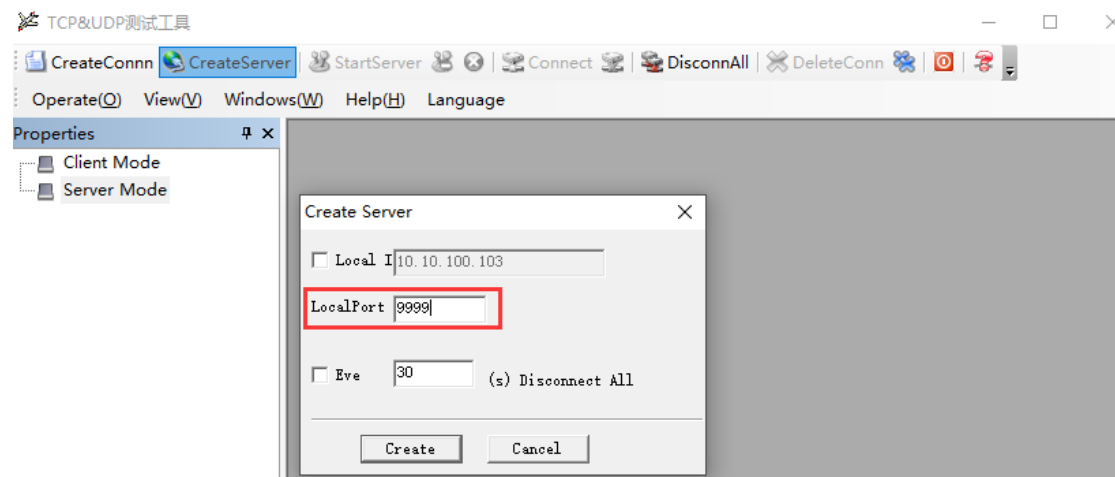 TCP&UDP测试工具
CreateConnn CreateServer StartServer Connect DisconnAll DeleteConn
Operate(O) View(V) Windows(W) Help(H) Language
Properties
Client Mode
Server Mode
Create Server
Local I 10.10.100.103
LocalPort 9999
Eve 30 (s) Disconnect All
Create Cancel